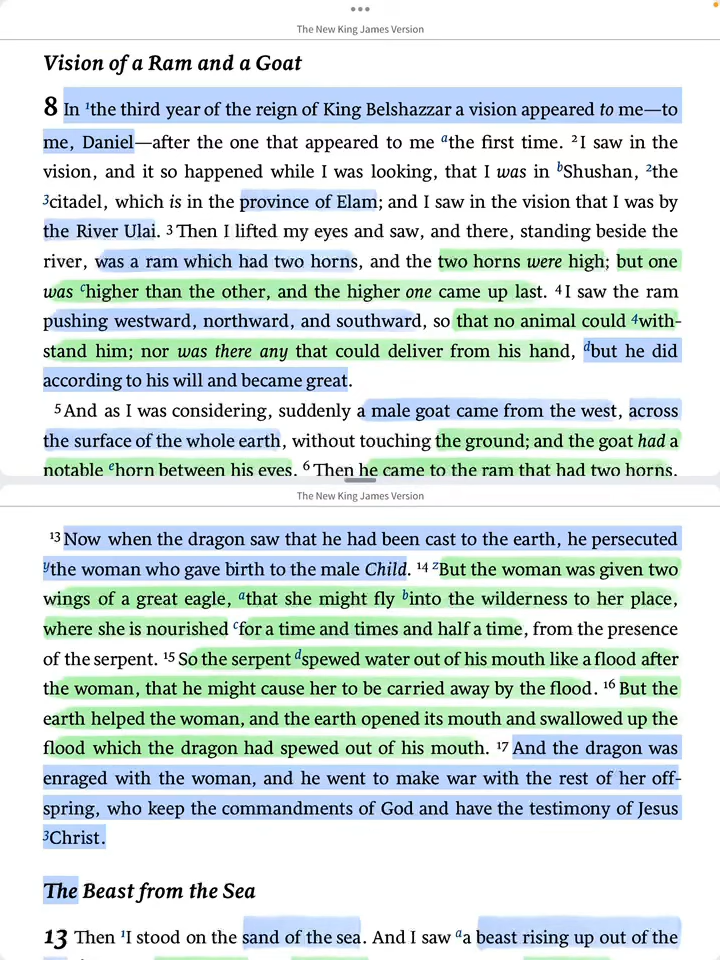 The New King James Version
Vision of a Ram and a Goat
8 In ¹the third year of the reign of King Belshazzar a vision appeared to me—to
me, Daniel—after the one that appeared to me ᵃthe first time. ² I saw in the
vision, and it so happened while I was looking, that I was in ᵇShushan, ²the
³citadel, which is in the province of Elam; and I saw in the vision that I was by
the River Ulai. ³ Then I lifted my eyes and saw, and there, standing beside the
river, was a ram which had two horns, and the two horns were high; but one
was ᶜhigher than the other, and the higher one came up last. ⁴ I saw the ram
pushing westward, northward, and southward, so that no animal could ⁴with-
stand him; nor was there any that could deliver from his hand, ᵈbut he did
according to his will and became great.
⁵ And as I was considering, suddenly a male goat came from the west, across
the surface of the whole earth, without touching the ground; and the goat had a
notable ᵉhorn between his eyes. ⁶ Then he came to the ram that had two horns,
The New King James Version
¹³ Now when the dragon saw that he had been cast to the earth, he persecuted
ʸthe woman who gave birth to the male Child. ¹⁴ ᶻBut the woman was given two
wings of a great eagle, ᵃthat she might fly ᵇinto the wilderness to her place,
where she is nourished ᶜfor a time and times and half a time, from the presence
of the serpent. ¹⁵ So the serpent ᵈspewed water out of his mouth like a flood after
the woman, that he might cause her to be carried away by the flood. ¹⁶ But the
earth helped the woman, and the earth opened its mouth and swallowed up the
flood which the dragon had spewed out of his mouth. ¹⁷ And the dragon was
enraged with the woman, and he went to make war with the rest of her off-
spring, who keep the commandments of God and have the testimony of Jesus
³Christ.
The Beast from the Sea
13 Then ¹I stood on the sand of the sea. And I saw ᵃa beast rising up out of the